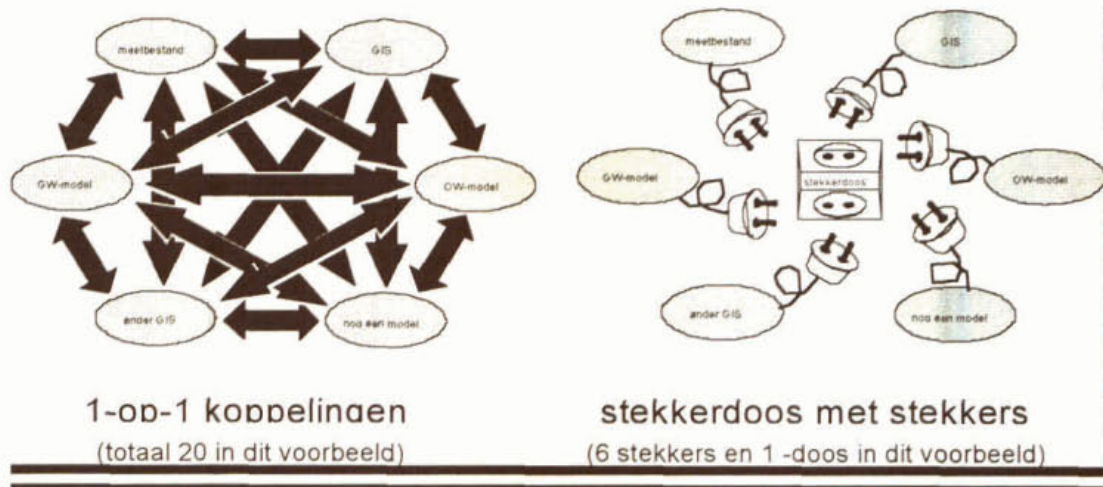 meetbestand
GIS
GW-model
OW-model
ander GIS
nog een model
1-op-1 koppelingen
(totaal 20 in dit voorbeeld)
meetbestand
GIS
GW-model
stekkerdoos
OW-model
ander GIS
nog een model
stekkerdoos met stekkers
(6 stekkers en 1 -doos in dit voorbeeld)